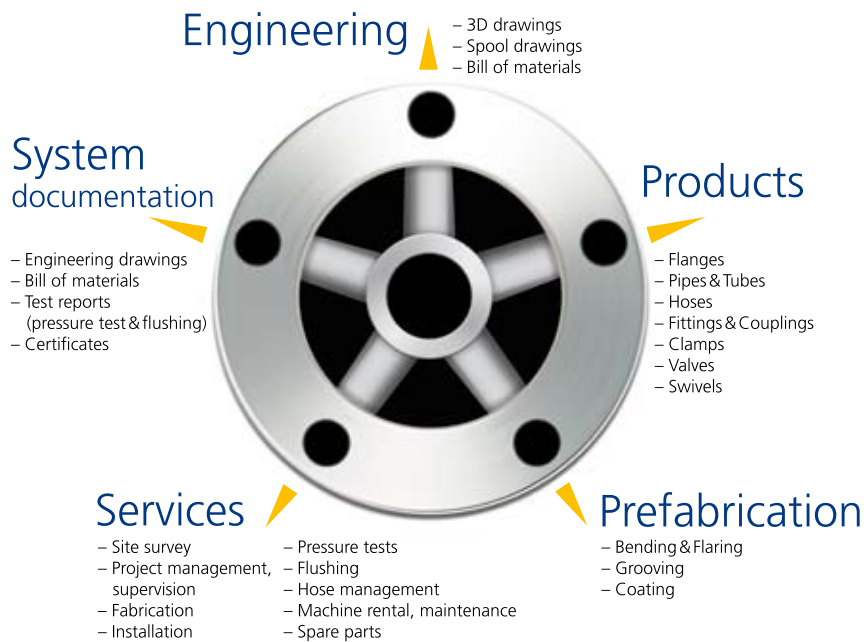 Engineering
– 3D drawings
– Spool drawings
– Bill of materials
System
documentation
– Engineering drawings
– Bill of materials
– Test reports
(pressure test & flushing)
– Certificates
Products
– Flanges
– Pipes & Tubes
– Hoses
– Fittings & Couplings
– Clamps
– Valves
– Swivels
Services
– Site survey
– Project management,
supervision
– Fabrication
– Installation
– Pressure tests
– Flushing
– Hose management
– Machine rental, maintenance
– Spare parts
Prefabrication
– Bending & Flaring
– Grooving
– Coating